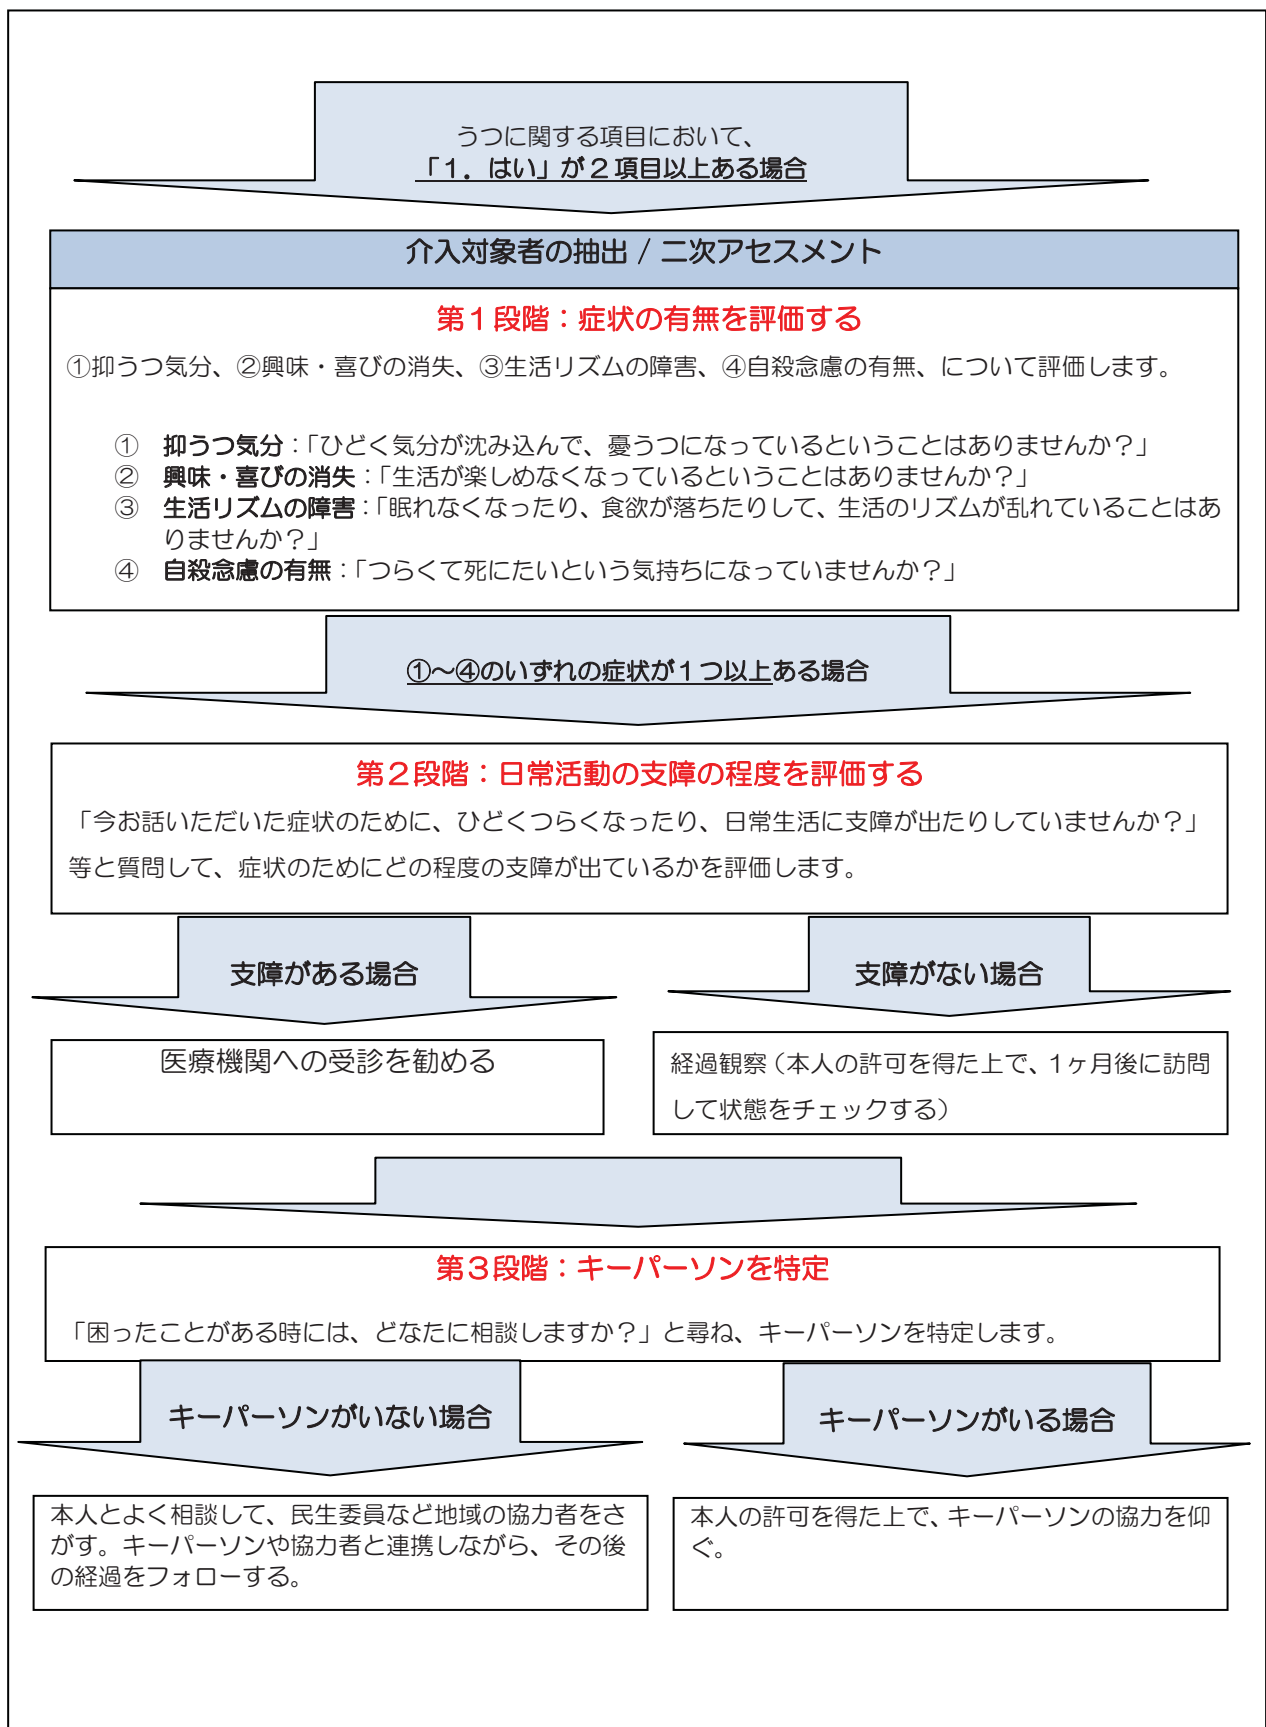 うつに関する項目において、
「１．はい」が２項目以上ある場合
介入対象者の抽出 / 二次アセスメント
第１段階：症状の有無を評価する
①抑うつ気分、②興味・喜びの消失、③生活リズムの障害、④自殺念慮の有無、について評価します。
① 抑うつ気分：「ひどく気分が沈み込んで、憂うつになっているということはありませんか？」
② 興味・喜びの消失：「生活が楽しめなくなっているということはありませんか？」
③ 生活リズムの障害：「眠れなくなったり、食欲が落ちたりして、生活のリズムが乱れていることはあ
りませんか？」
④ 自殺念慮の有無：「つらくて死にたいという気持ちになっていませんか？」
①～④のいずれの症状が１つ以上ある場合
第２段階：日常活動の支障の程度を評価する
「今お話いただいた症状のために、ひどくつらくなったり、日常生活に支障が出たりしていませんか？」
等と質問して、症状のためにどの程度の支障が出ているかを評価します。
支障がある場合
支障がない場合
医療機関への受診を勧める
経過観察（本人の許可を得た上で、1ヶ月後に訪問
して状態をチェックする）
第３段階：キーパーソンを特定
「困ったことがある時には、どなたに相談しますか？」と尋ね、キーパーソンを特定します。
キーパーソンがいない場合
キーパーソンがいる場合
本人とよく相談して、民生委員など地域の協力者をさ
がす。キーパーソンや協力者と連携しながら、その後
の経過をフォローする。
本人の許可を得た上で、キーパーソンの協力を仰
ぐ。